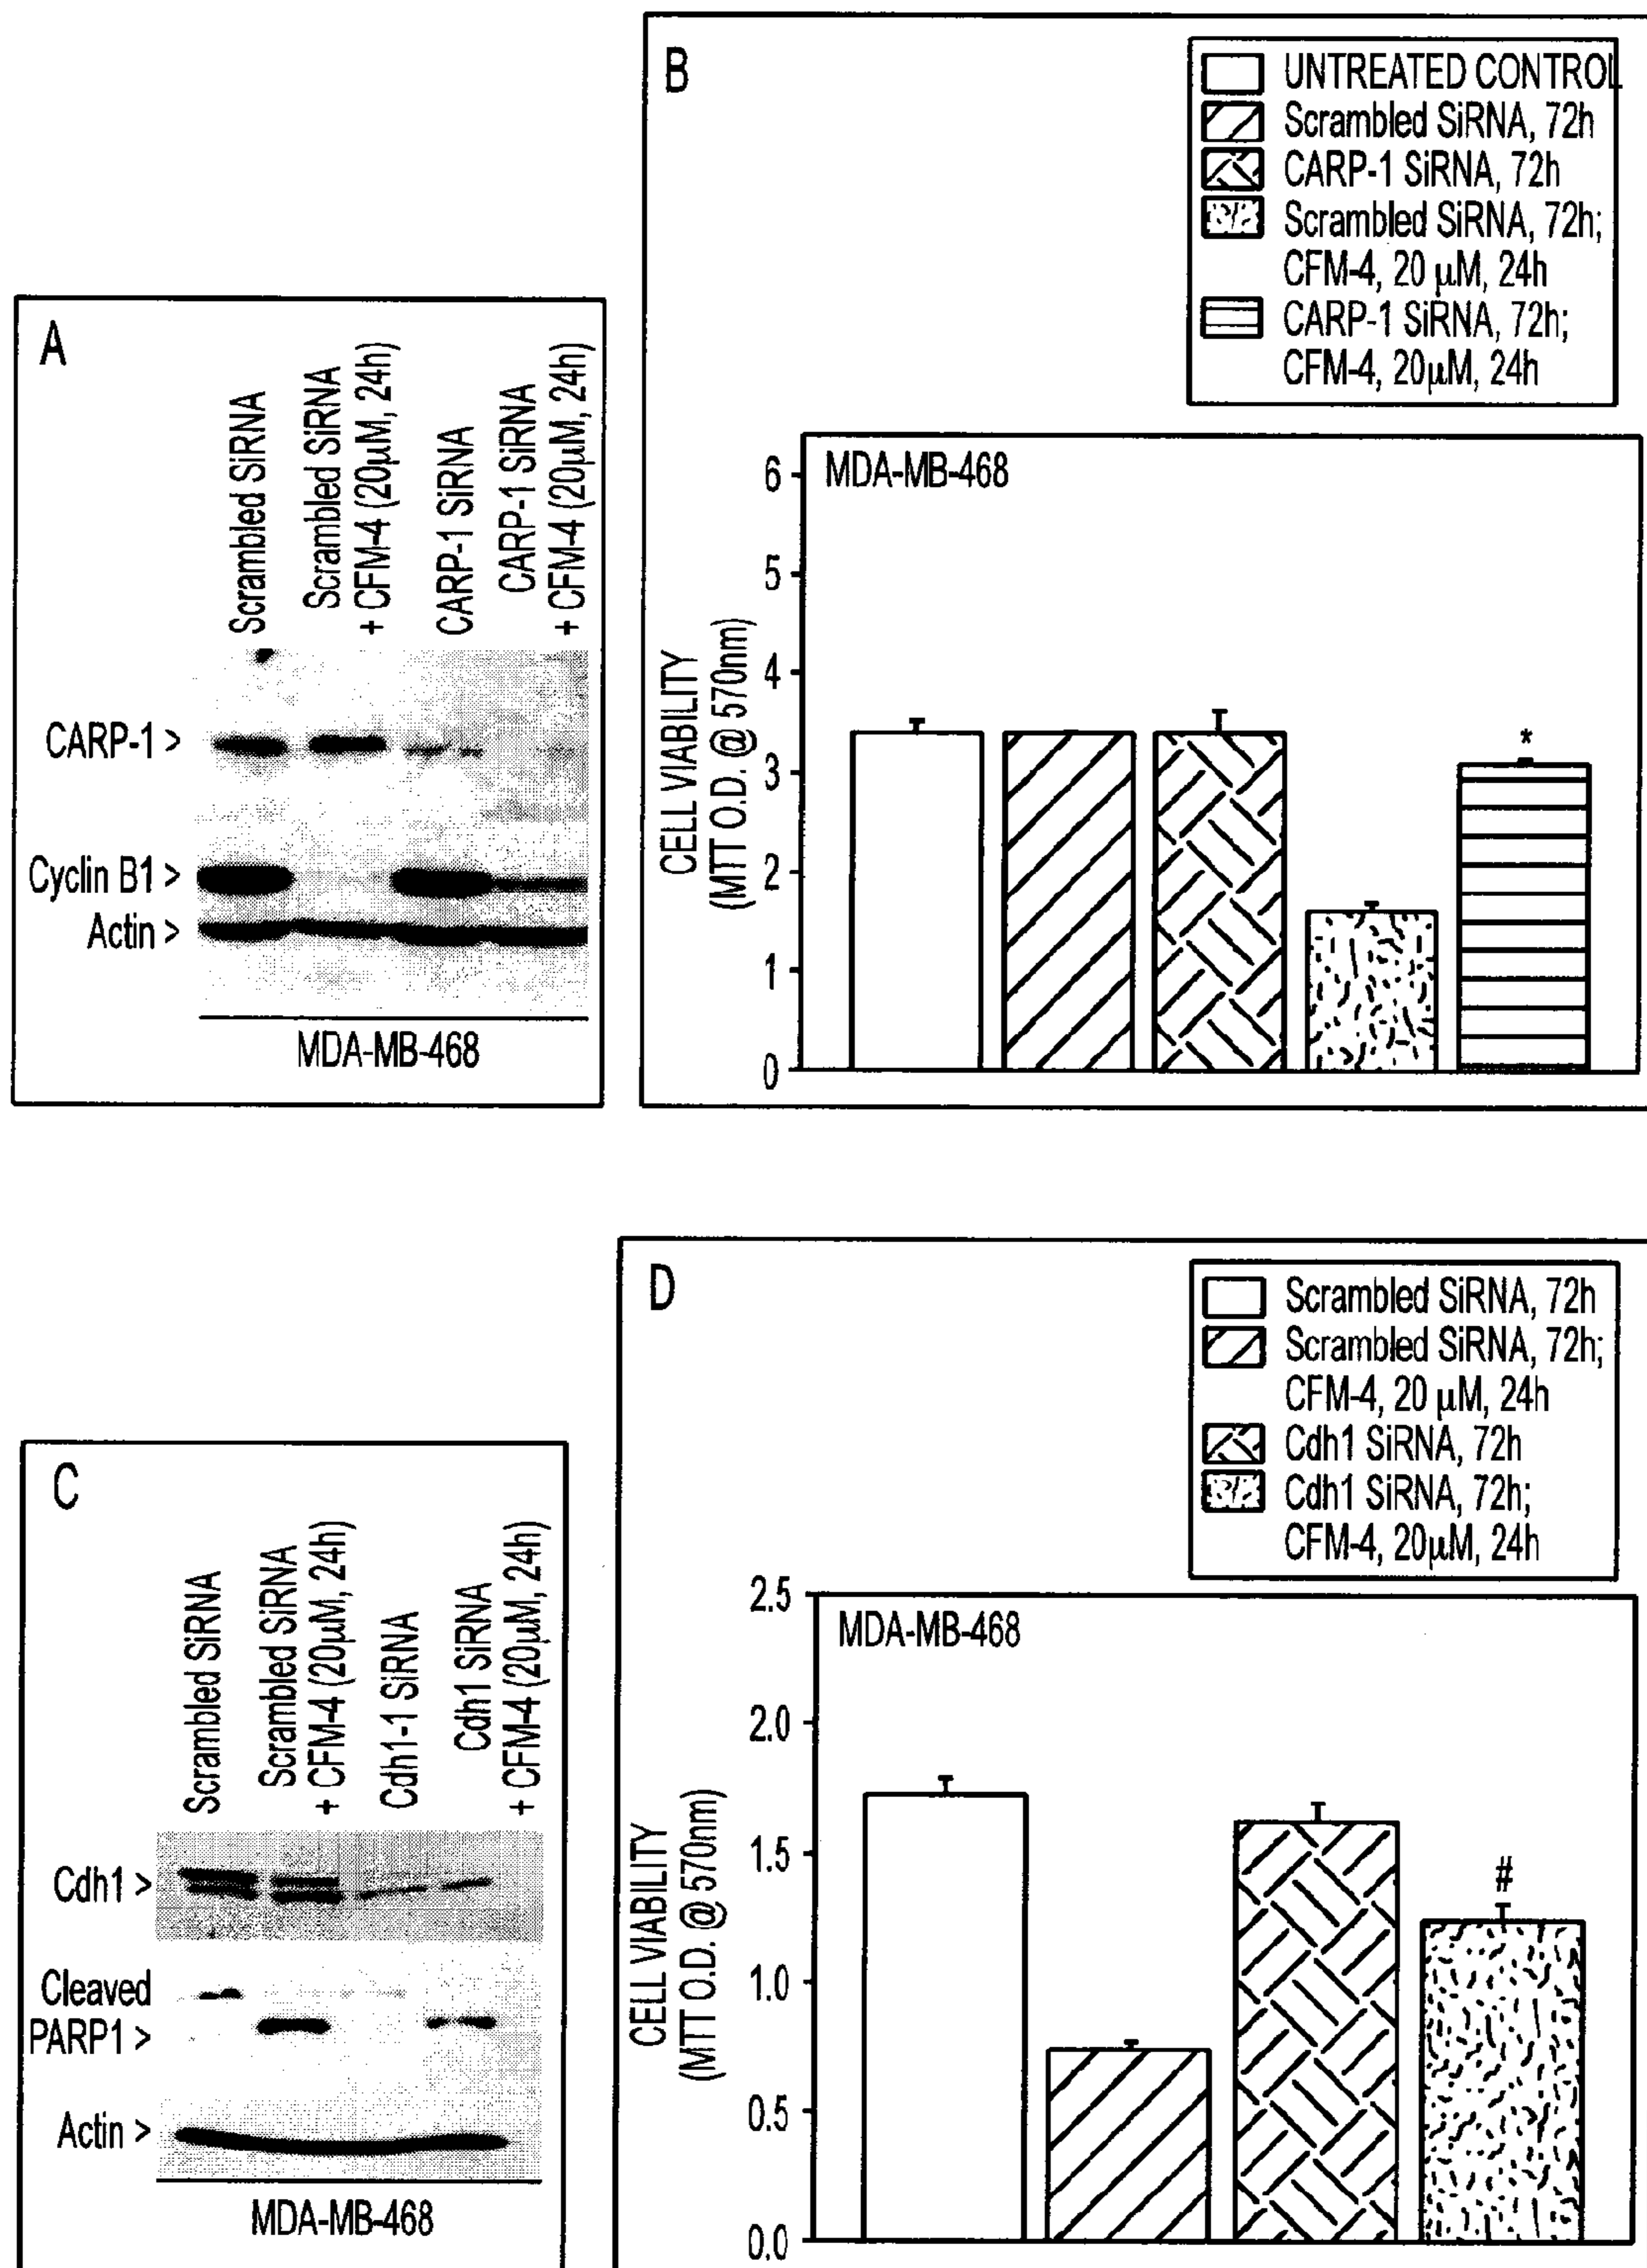 A
Scrambled SiRNA
Scrambled SiRNA
+ CFM-4 (20µM, 24h)
CARP-1 SiRNA
CARP-1 SiRNA
+ CFM-4 (20µM, 24h)
CARP-1 >
Cyclin B1 >
Actin >
MDA-MB-468
B
UNTREATED CONTROL
Scrambled SiRNA, 72h
CARP-1 SiRNA, 72h
Scrambled SiRNA, 72h;
CFM-4, 20 µM, 24h
CARP-1 SiRNA, 72h;
CFM-4, 20µM, 24h
MDA-MB-468
CELL VIABILITY
(MTT O.D. @ 570nm)
6
5
4
3
2
1
0
*
C
Scrambled SiRNA
Scrambled SiRNA
+ CFM-4 (20µM, 24h)
Cdh1-1 SiRNA
Cdh1 SiRNA
+ CFM-4 (20µM, 24h)
Cdh1 >
Cleaved
PARP1 >
Actin >
MDA-MB-468
D
Scrambled SiRNA, 72h
Scrambled SiRNA, 72h;
CFM-4, 20 µM, 24h
Cdh1 SiRNA, 72h
Cdh1 SiRNA, 72h;
CFM-4, 20µM, 24h
MDA-MB-468
CELL VIABILITY
(MTT O.D. @ 570nm)
2.5
2.0
1.5
1.0
0.5
0.0
#